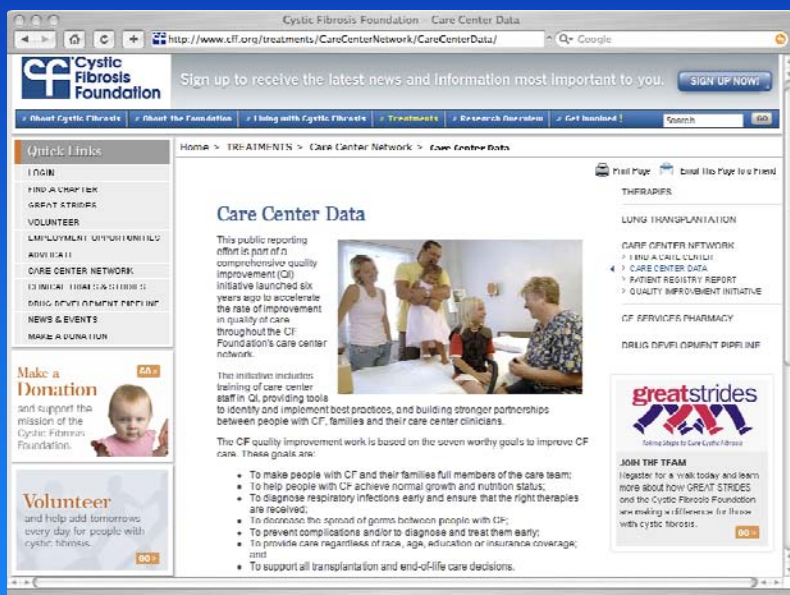 Cystic Fibrosis Foundation – Care Center Data
http://www.cff.org/treatments/CareCenterNetwork/CareCenterData/
Google
Cystic
Fibrosis
Foundation
Sign up to receive the latest news and information most important to you.
SIGN UP NOW!
About Cystic Fibrosis
About the Foundation
Living with Cystic Fibrosis
Treatments
Research Overview
Get Involved!
Search
GO
Quick Links
LOGIN
FIND A CHAPTER
GREAT STRIDES
VOLUNTEER
EMPLOYMENT OPPORTUNITIES
ADVOCATE
CARE CENTER NETWORK
CLINICAL TRIALS & STUDIES
DRUG DEVELOPMENT PIPELINE
NEWS & EVENTS
MAKE A DONATION
Make a
Donation
GO >
and support the
mission of the
Cystic Fibrosis
Foundation.
Volunteer
and help add tomorrows
every day for people with
cystic fibrosis.
GO >
Home > TREATMENTS > Care Center Network > Care Center Data
Print Page
Email This Page to a Friend
Care Center Data
This public reporting
effort is part of a
comprehensive quality
improvement (QI)
initiative launched six
years ago to accelerate
the rate of improvement
in quality of care
throughout the CF
Foundation's care center
network.
The initiative includes
training of care center
staff in QI, providing tools
to identify and implement best practices, and building stronger partnerships
between people with CF, families and their care center clinicians.
The CF quality improvement work is based on the seven worthy goals to improve CF
care. These goals are:
• To make people with CF and their families full members of the care team;
• To help people with CF achieve normal growth and nutrition status;
• To diagnose respiratory infections early and ensure that the right therapies
are received;
• To decrease the spread of germs between people with CF;
• To prevent complications and/or to diagnose and treat them early;
• To provide care regardless of race, age, education or insurance coverage;
and
• To support all transplantation and end-of-life care decisions.
THERAPIES
LUNG TRANSPLANTATION
CARE CENTER NETWORK
> FIND A CARE CENTER
> CARE CENTER DATA
> PATIENT REGISTRY REPORT
> QUALITY IMPROVEMENT INITIATIVE
CF SERVICES PHARMACY
DRUG DEVELOPMENT PIPELINE
greatstrides
Taking Steps to Cure Cystic Fibrosis
JOIN THE TEAM
Register for a walk today and learn
more about how GREAT STRIDES
and the Cystic Fibrosis Foundation
are making a difference for those
with cystic fibrosis.
GO >